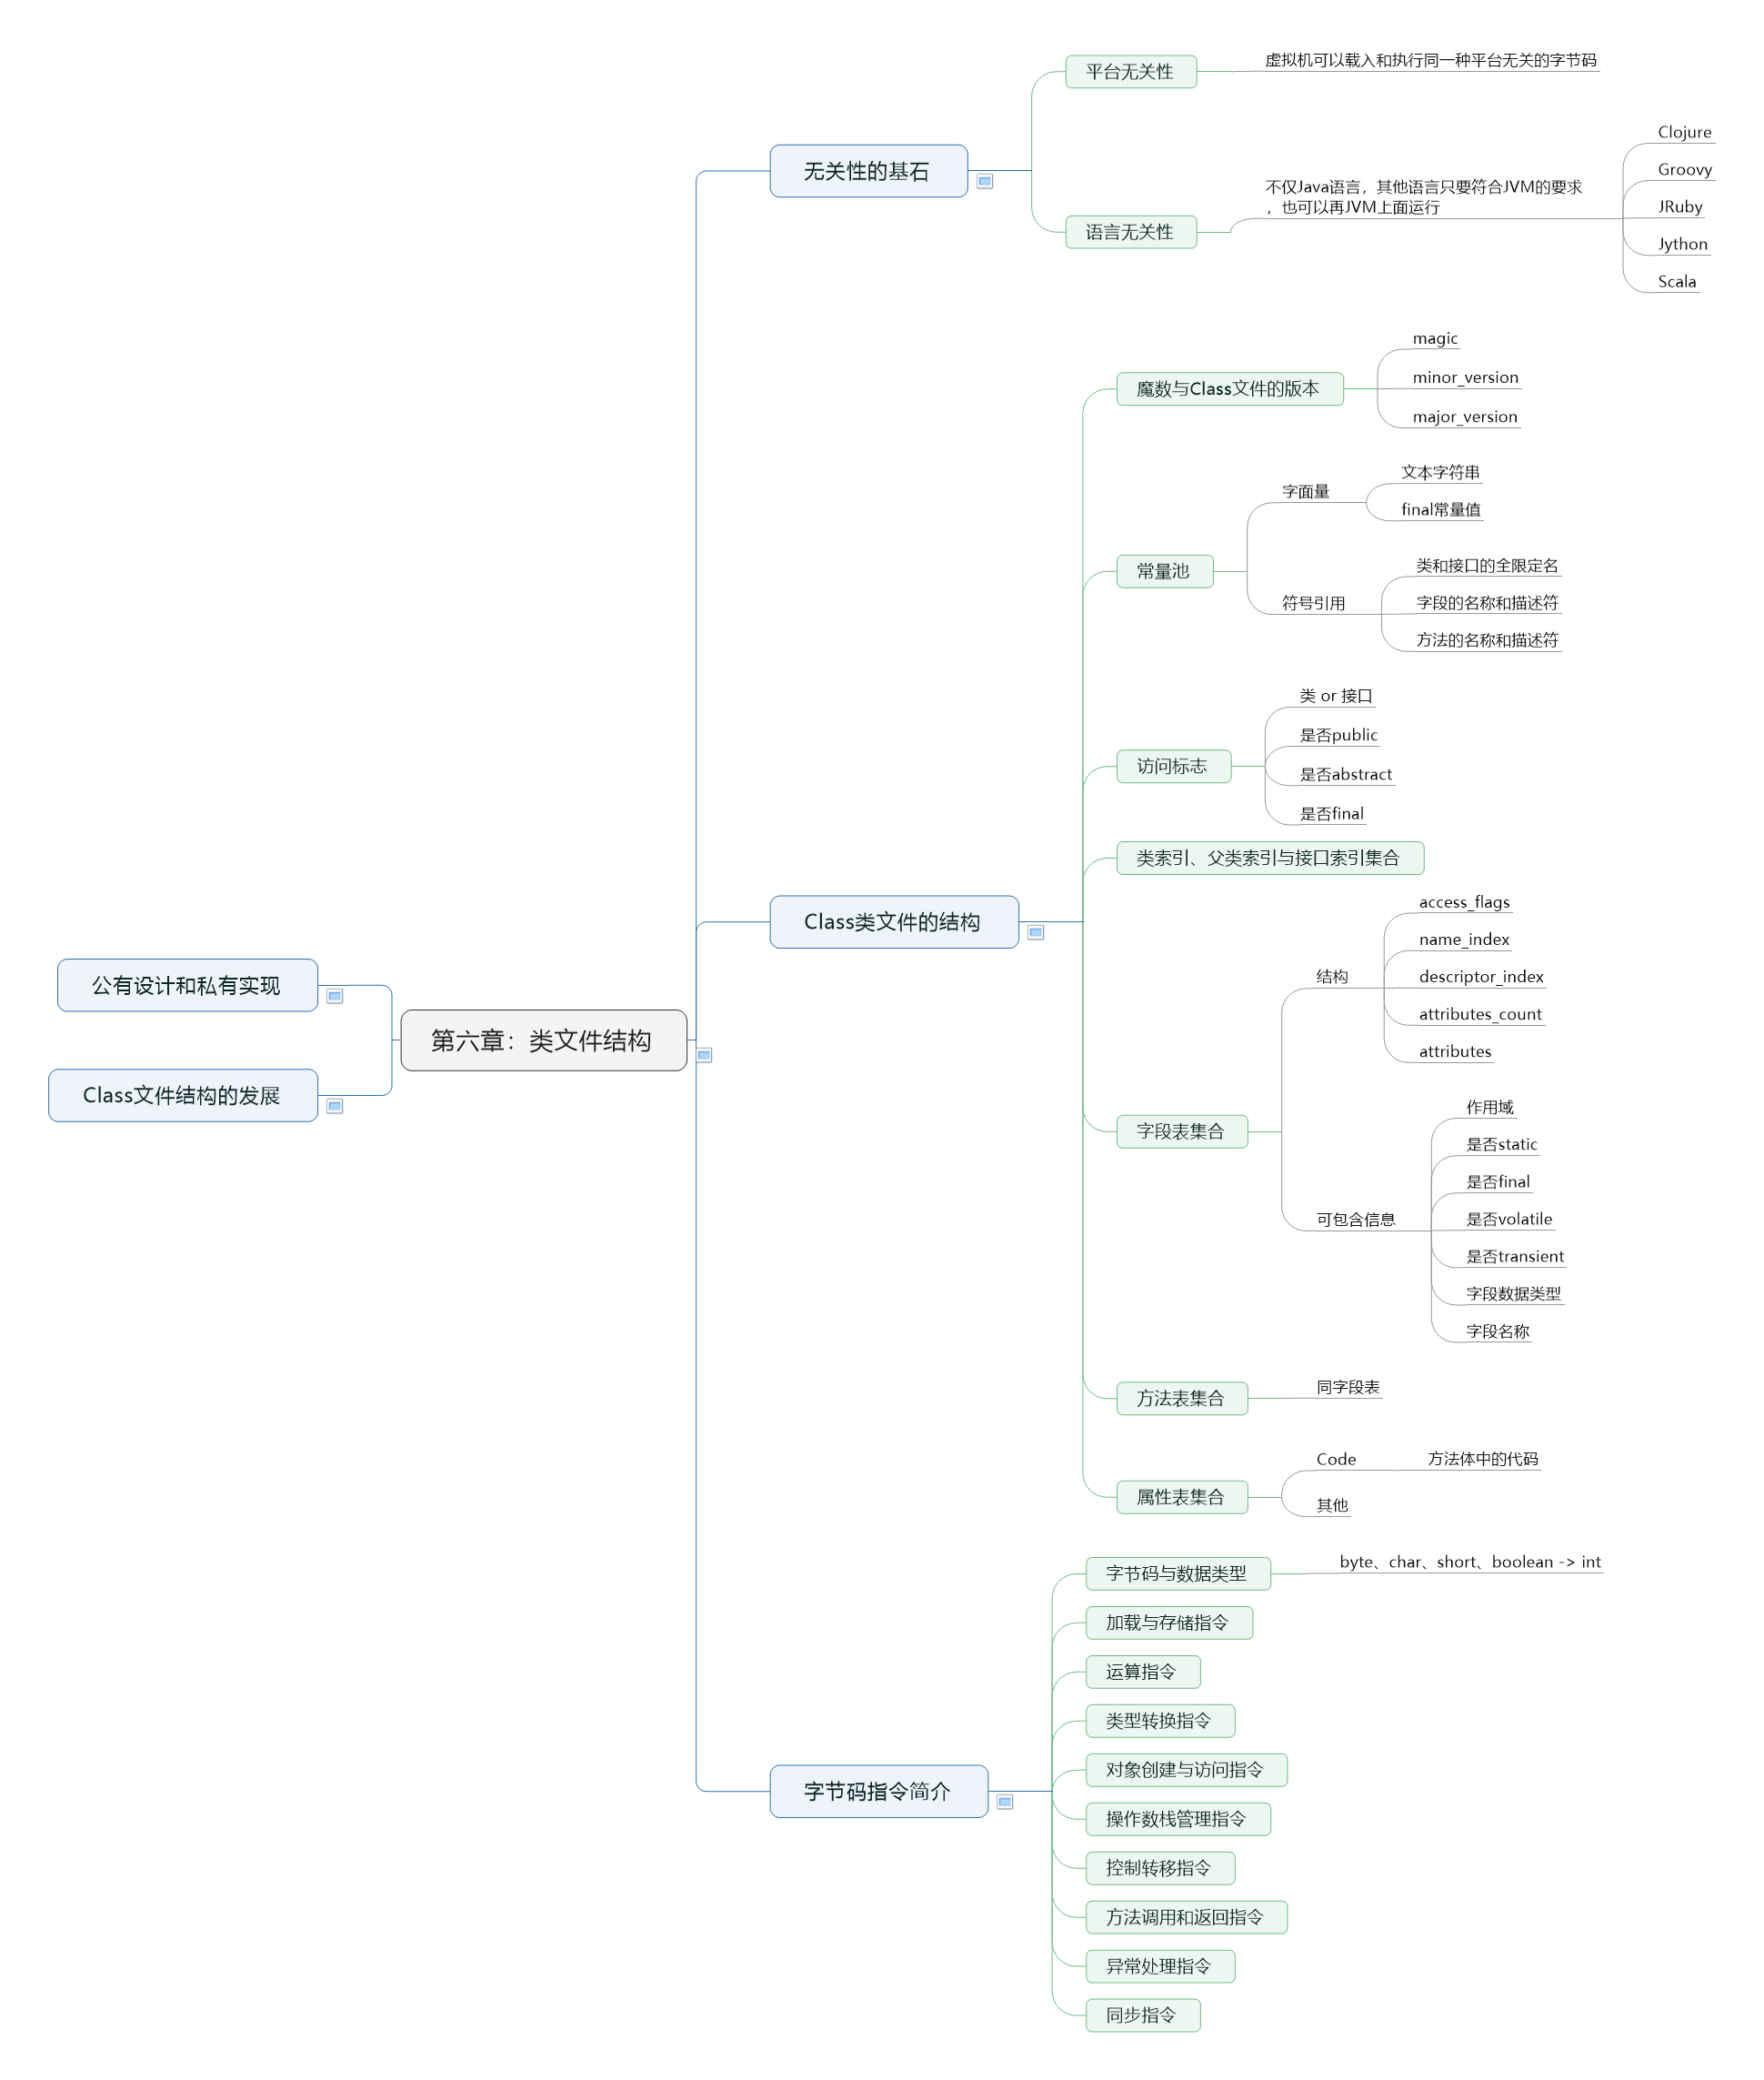 第六章：类文件结构
无关性的基石
平台无关性
虚拟机可以载入和执行同一种平台无关的字节码
语言无关性
不仅Java语言，其他语言只要符合JVM的要求
，也可以再JVM上面运行
Clojure
Groovy
JRuby
Jython
Scala
Class类文件的结构
魔数与Class文件的版本
magic
minor_version
major_version
常量池
字面量
文本字符串
final常量值
符号引用
类和接口的全限定名
字段的名称和描述符
方法的名称和描述符
访问标志
类 or 接口
是否public
是否abstract
是否final
类索引、父类索引与接口索引集合
字段表集合
结构
access_flags
name_index
descriptor_index
attributes_count
attributes
可包含信息
作用域
是否static
是否final
是否volatile
是否transient
字段数据类型
字段名称
方法表集合
同字段表
属性表集合
Code
方法体中的代码
其他
字节码指令简介
字节码与数据类型
byte、char、short、boolean -> int
加载与存储指令
运算指令
类型转换指令
对象创建与访问指令
操作数栈管理指令
控制转移指令
方法调用和返回指令
异常处理指令
同步指令
公有设计和私有实现
Class文件结构的发展